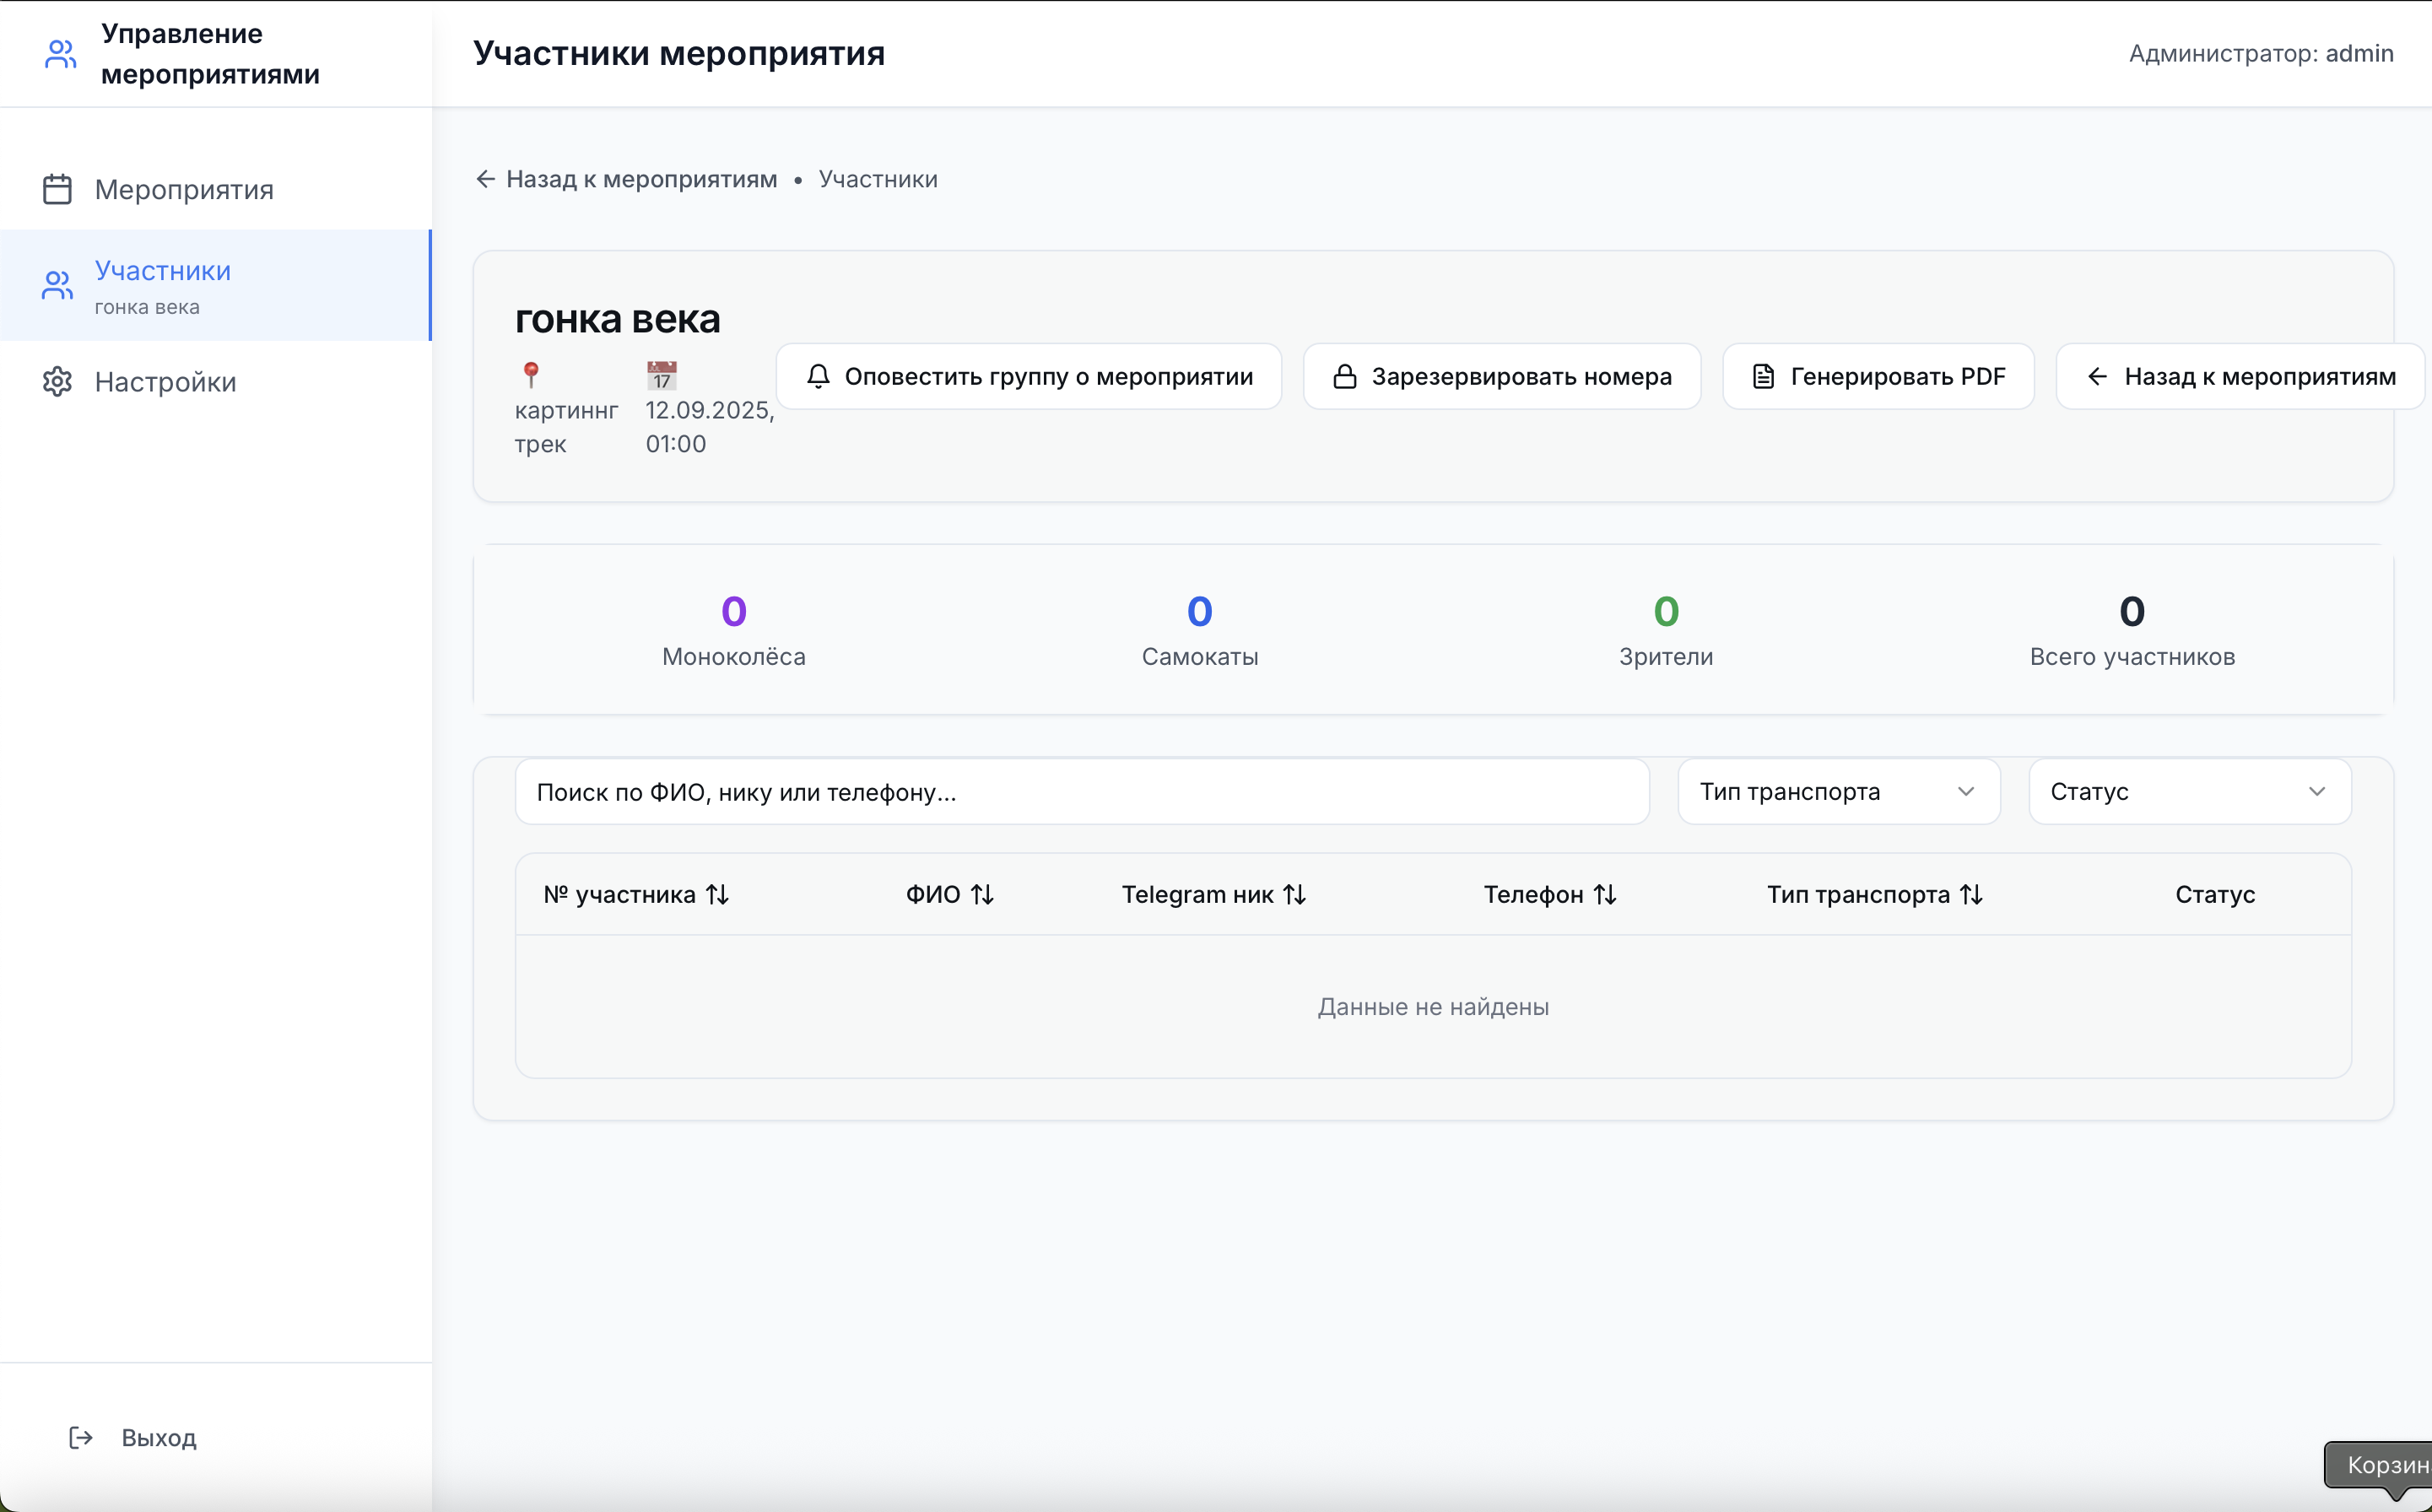 Управление
мероприятиями
Участники мероприятия
Администратор: admin
Мероприятия
Участники
гонка века
Настройки
Выход
Назад к мероприятиям • Участники
гонка века
картиннг
трек
17
12.09.2025,
01:00
Оповестить группу о мероприятии
Зарезервировать номера
Генерировать PDF
Назад к мероприятиям
0
Моноколёса
0
Самокаты
0
Зрители
0
Всего участников
Поиск по ФИО, нику или телефону...
Тип транспорта
Статус
№ участника
ФИО
Telegram ник
Телефон
Тип транспорта
Статус
Данные не найдены
Корзин